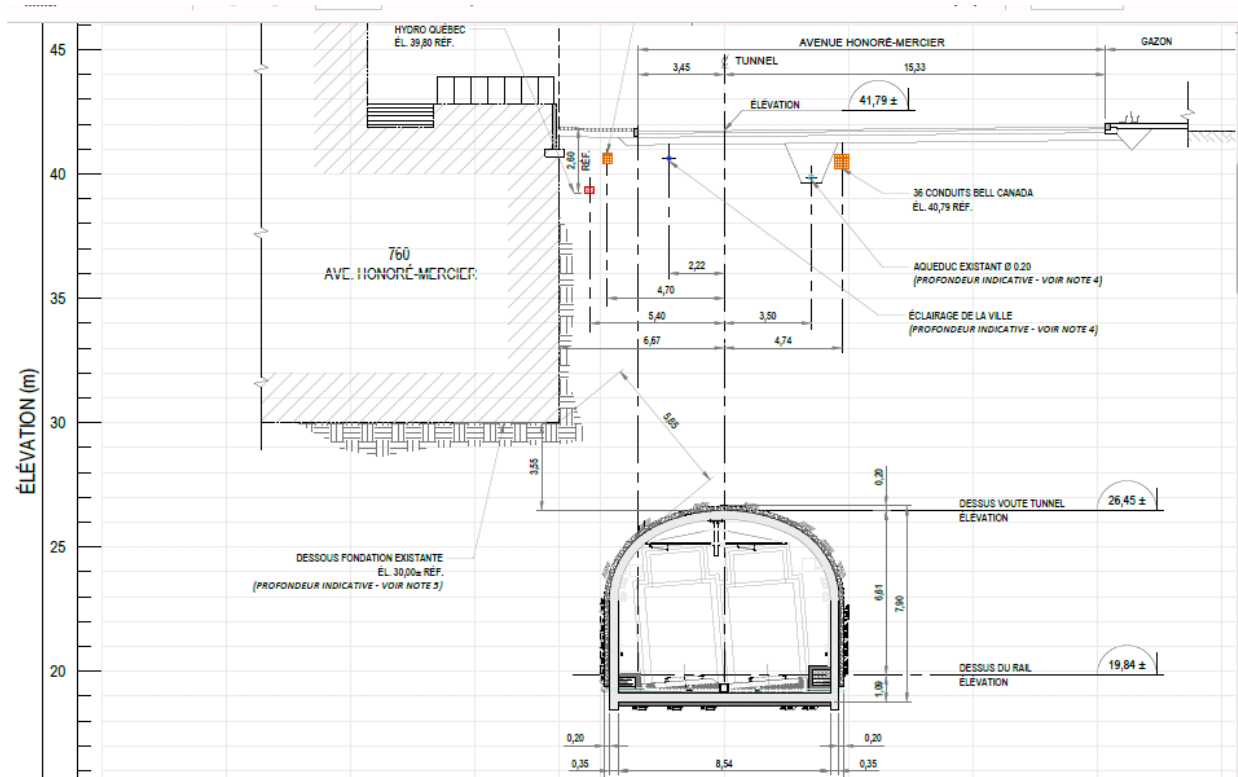 HYDRO QUÉBEC
ÉL. 39,80 RÉF.
AVENUE HONORÉ-MERCIER
GAZON
3,45
TUNNEL
15,33
ÉLÉVATION
41,79 ±
2,60
RÉF.
36 CONDUITS BELL CANADA
ÉL. 40,79 RÉF.
760
AVE. HONORÉ-MERCIER
2,22
AQUEDUC EXISTANT Ø 0.20
(PROFONDEUR INDICATIVE - VOIR NOTE 4)
4,70
ÉCLAIRAGE DE LA VILLE
(PROFONDEUR INDICATIVE - VOIR NOTE 4)
5,40
3,50
6,67
4,74
5,85
3,55
0,20
DESSUS VOUTE TUNNEL
ÉLÉVATION
26,45 ±
DESSOUS FONDATION EXISTANTE
ÉL. 30,00± RÉF.
(PROFONDEUR INDICATIVE - VOIR NOTE 5)
6,61
7,90
DESSUS DU RAIL
ÉLÉVATION
19,84 ±
1,09
0,20
0,20
0,35
8,54
0,35
ÉLÉVATION (m)
45
40
35
30
25
20